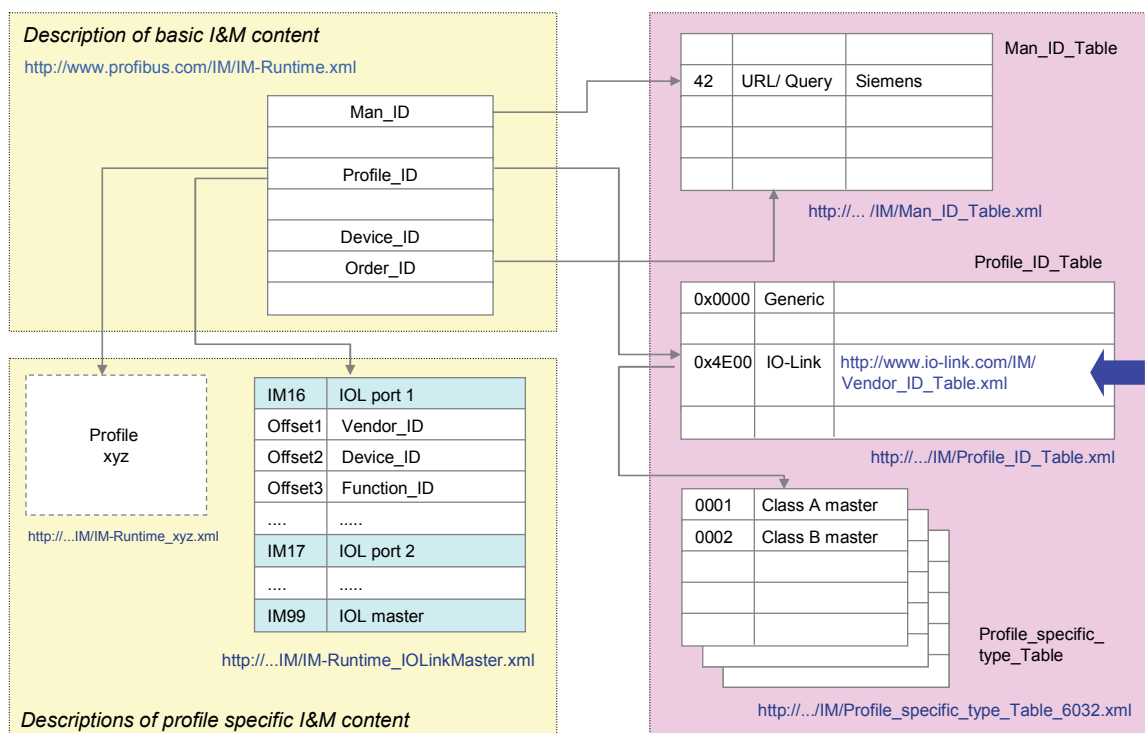 Description of basic I&M content
http://www.profibus.com/IM/IM-Runtime.xml
Man_ID
Profile_ID
Device_ID
Order_ID
Man_ID_Table
42 URL/ Query Siemens
http://... /IM/Man_ID_Table.xml
Profile_ID_Table
0x0000 Generic
0x4E00 IO-Link http://www.io-link.com/IM/
Vendor_ID_Table.xml
http://.../IM/Profile_ID_Table.xml
Profile
xyz
http://...IM/IM-Runtime_xyz.xml
IM16 IOL port 1
Offset1 Vendor_ID
Offset2 Device_ID
Offset3 Function_ID
.... .....
IM17 IOL port 2
.... .....
IM99 IOL master
http://...IM/IM-Runtime_IOLinkMaster.xml
Descriptions of profile specific I&M content
0001 Class A master
0002 Class B master
Profile_specific_
type_Table
http://.../IM/Profile_specific_type_Table_6032.xml